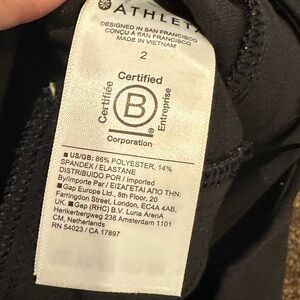 ATHLETA
DESIGNED IN SAN FRANCISCO
CONÇU À SAN FRANCISCO
MADE IN VIETNAM
2
Certified
Certifiée
B
Entreprise
Corporation
■ US/GB: 86% POLYESTER, 14%
SPANDEX / ELASTANE
DISTRIBUIDO POR / Imported
By/Importe Par / ΕΙΣΑΓΕΤΑΙ ΑΠΟ ΤΗΝ:
■ Gap Europe Ltd., 8th Floor, 20
Farringdon Street, London, EC4A 4AB,
UK. ■ Gap (RHC) B.V. Luna ArenA
Herikerbergweg 238 Amsterdam 1101
CM, Netherlands
RN 54023 / CA 17897